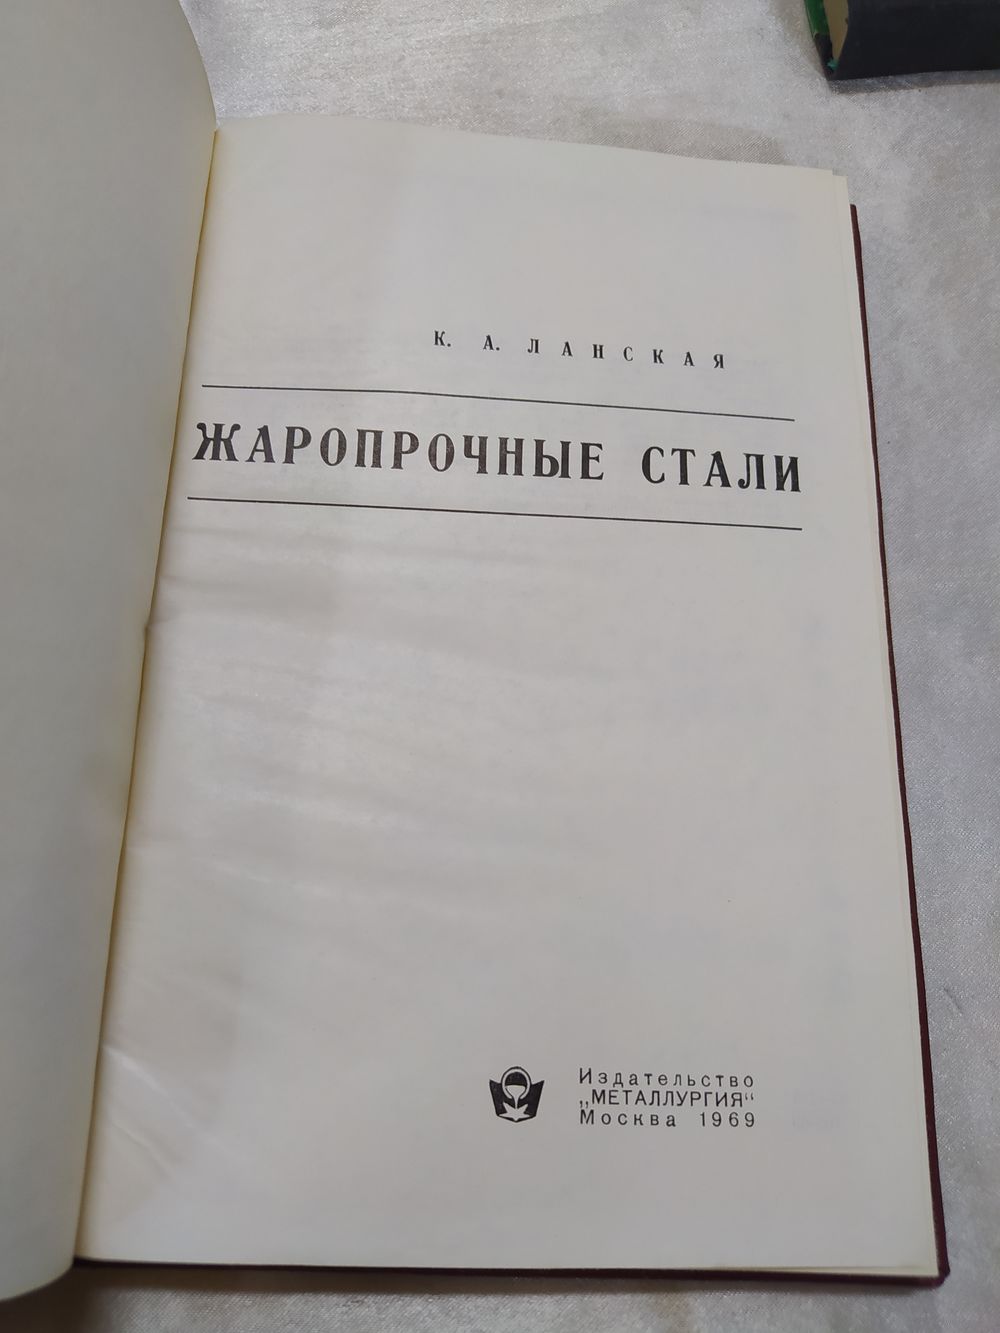 К. А. ЛАНСКАЯ
ЖАРОПРОЧНЫЕ СТАЛИ
Издательство
„МЕТАЛЛУРГИЯ“
Москва 1969